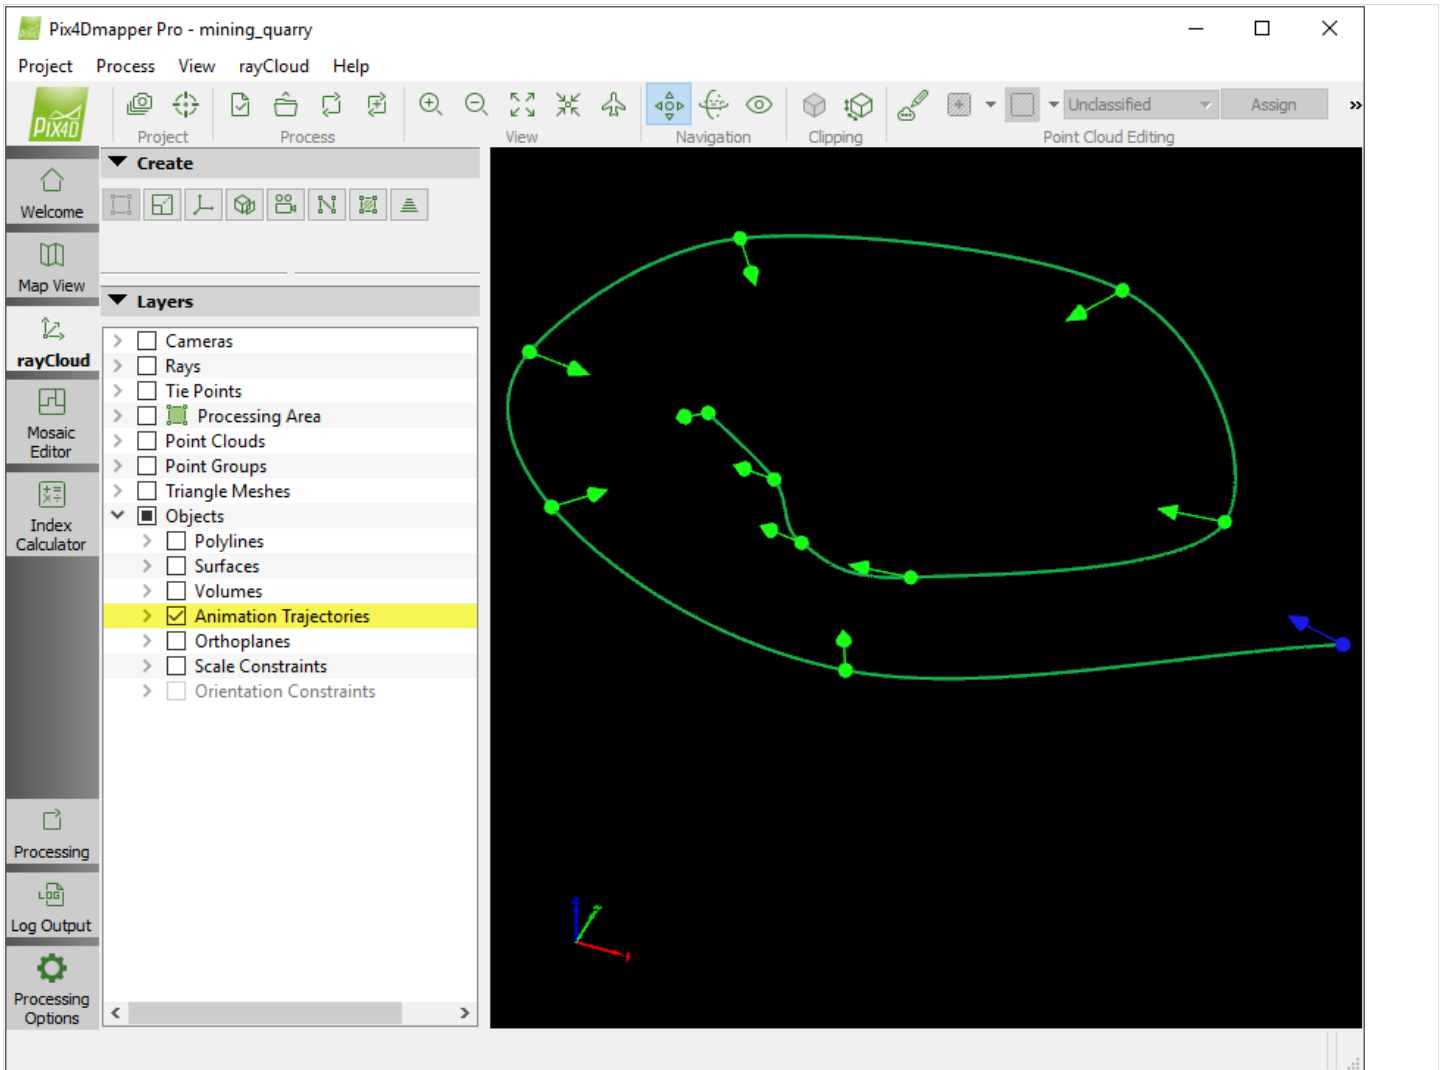 Pix4Dmapper Pro - mining_quarry
Project Process View rayCloud Help
PIX4D
Unclassified
Assign
»
Project
Process
View
Navigation
Clipping
Point Cloud Editing
Welcome
Map View
rayCloud
Mosaic
Editor
Index
Calculator
Processing
LOG
Log Output
Processing
Options
Create
Layers
Cameras
Rays
Tie Points
Processing Area
Point Clouds
Point Groups
Triangle Meshes
Objects
Polylines
Surfaces
Volumes
Animation Trajectories
Orthoplanes
Scale Constraints
Orientation Constraints